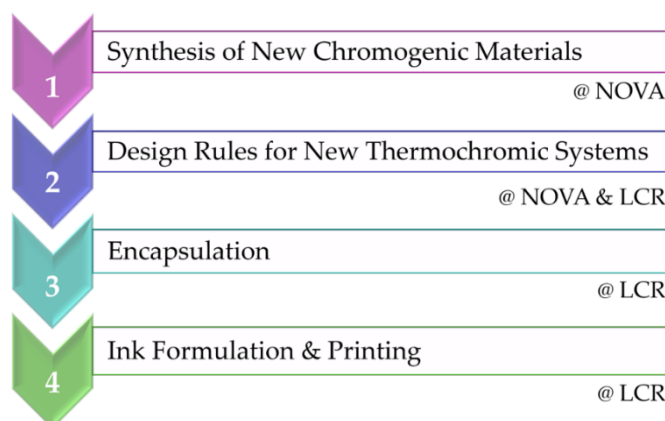 1
Synthesis of New Chromogenic Materials
@ NOVA
2
Design Rules for New Thermochromic Systems
@ NOVA & LCR
3
Encapsulation
@ LCR
4
Ink Formulation & Printing
@ LCR